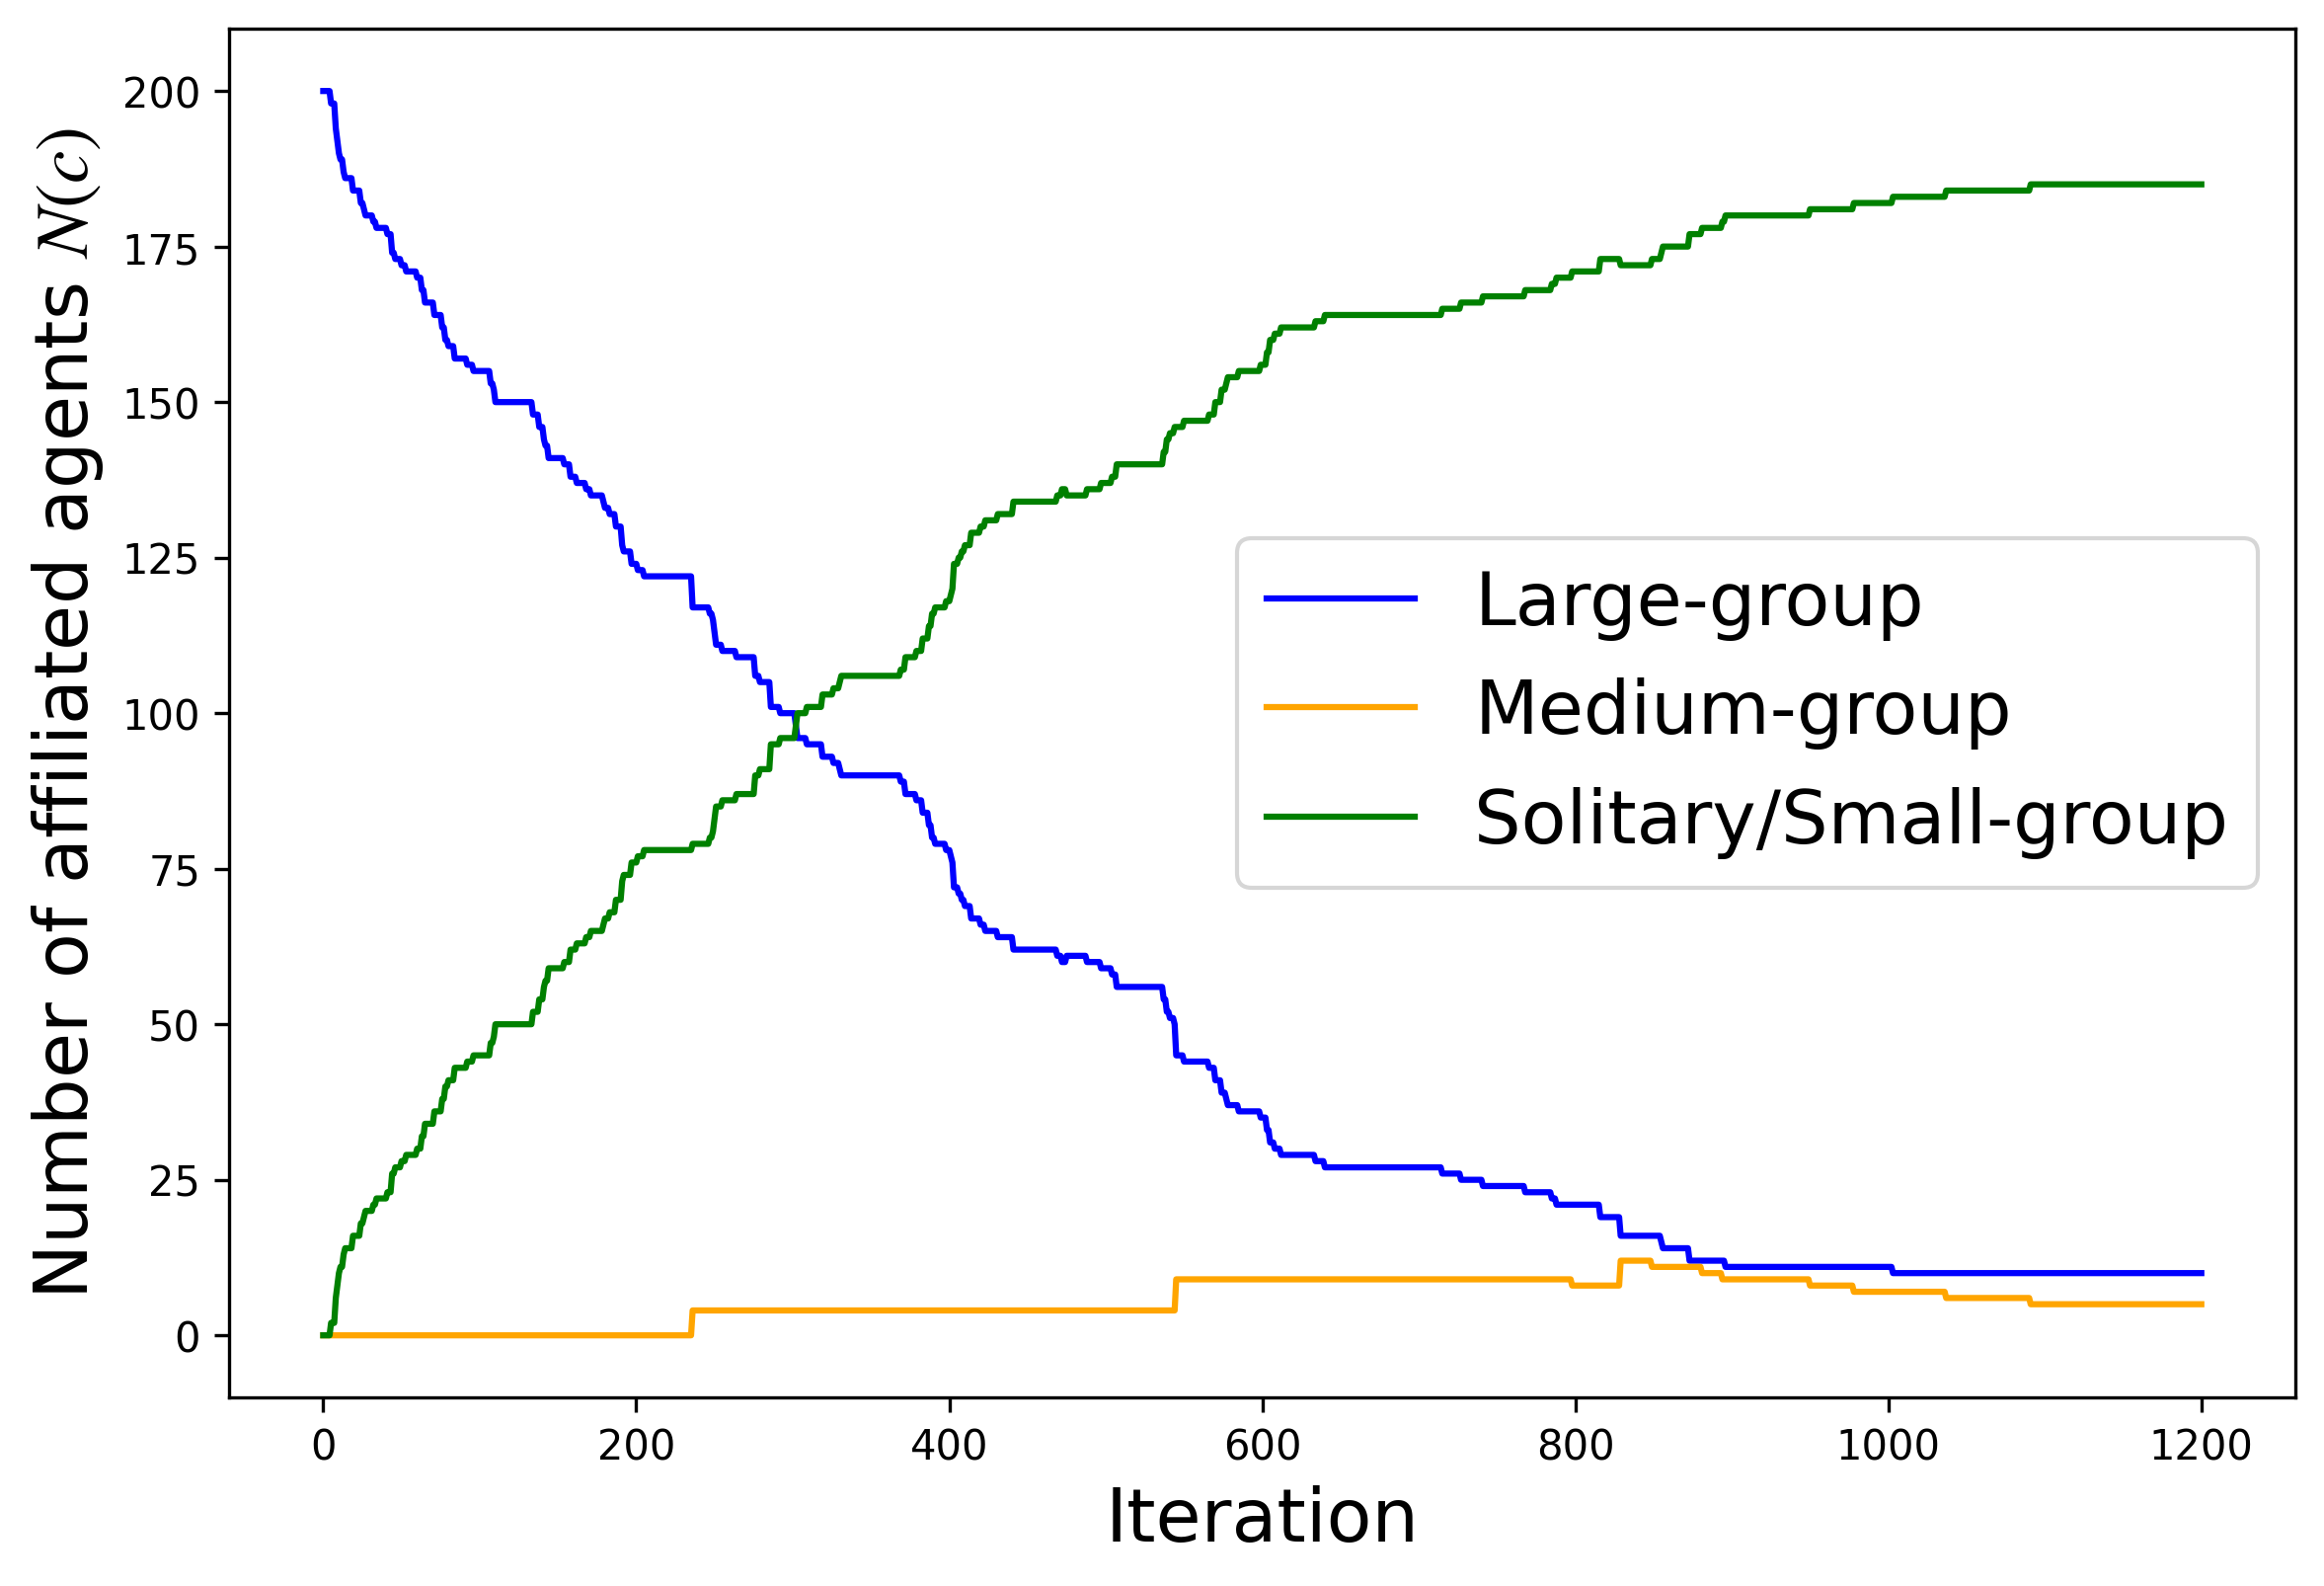 Number of affiliated agents N(c)
200
175
150
125
100
75
50
25
0
0 200 400 600 800 1000 1200
Iteration
Large-group
Medium-group
Solitary/Small-group